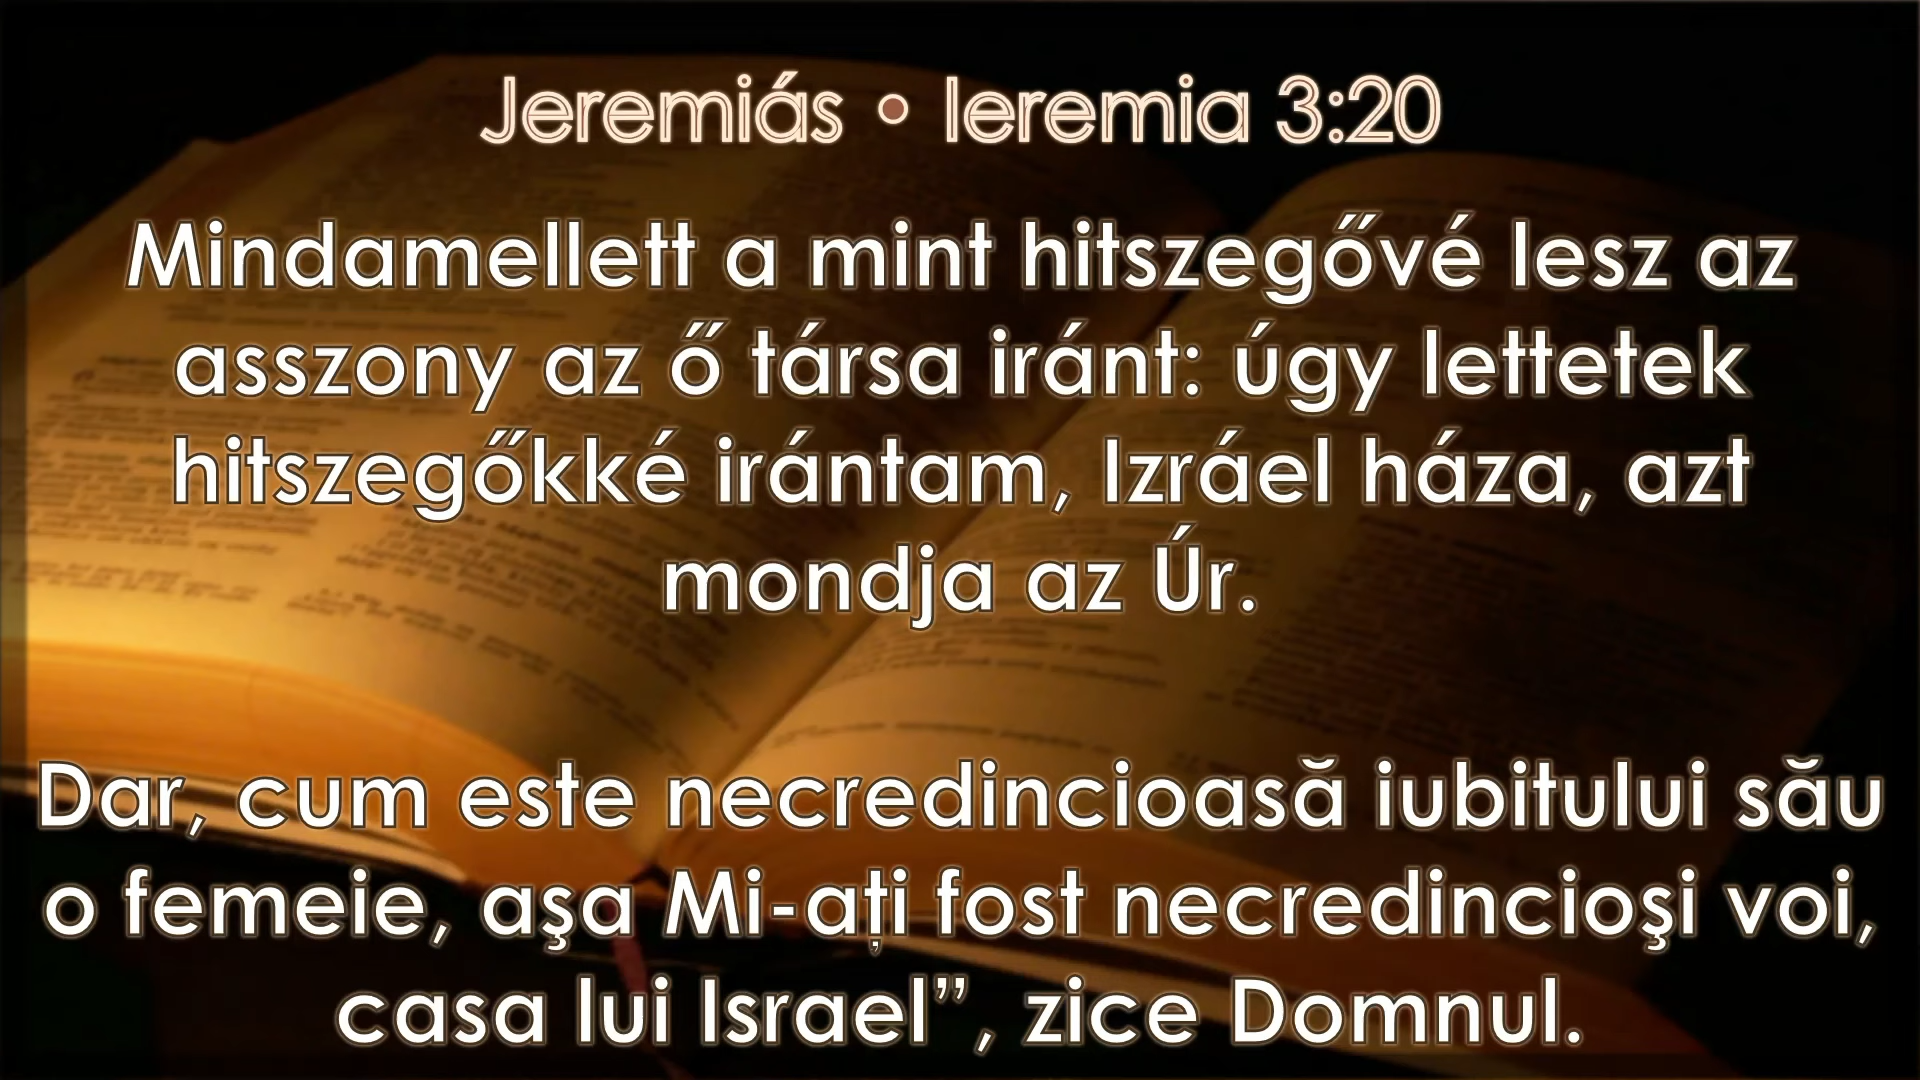 Jeremiás • Ieremia 3:20
Mindamellett a mint hitszegővé lesz az
asszony az ő társa iránt: úgy lettetek
hitszegőkké irántam, Izráel háza, azt
mondja az Úr.
Dar, cum este necredincioasă iubitului său
o femeie, aşa Mi-aţi fost necredincioşi voi,
casa lui Israel”, zice Domnul.